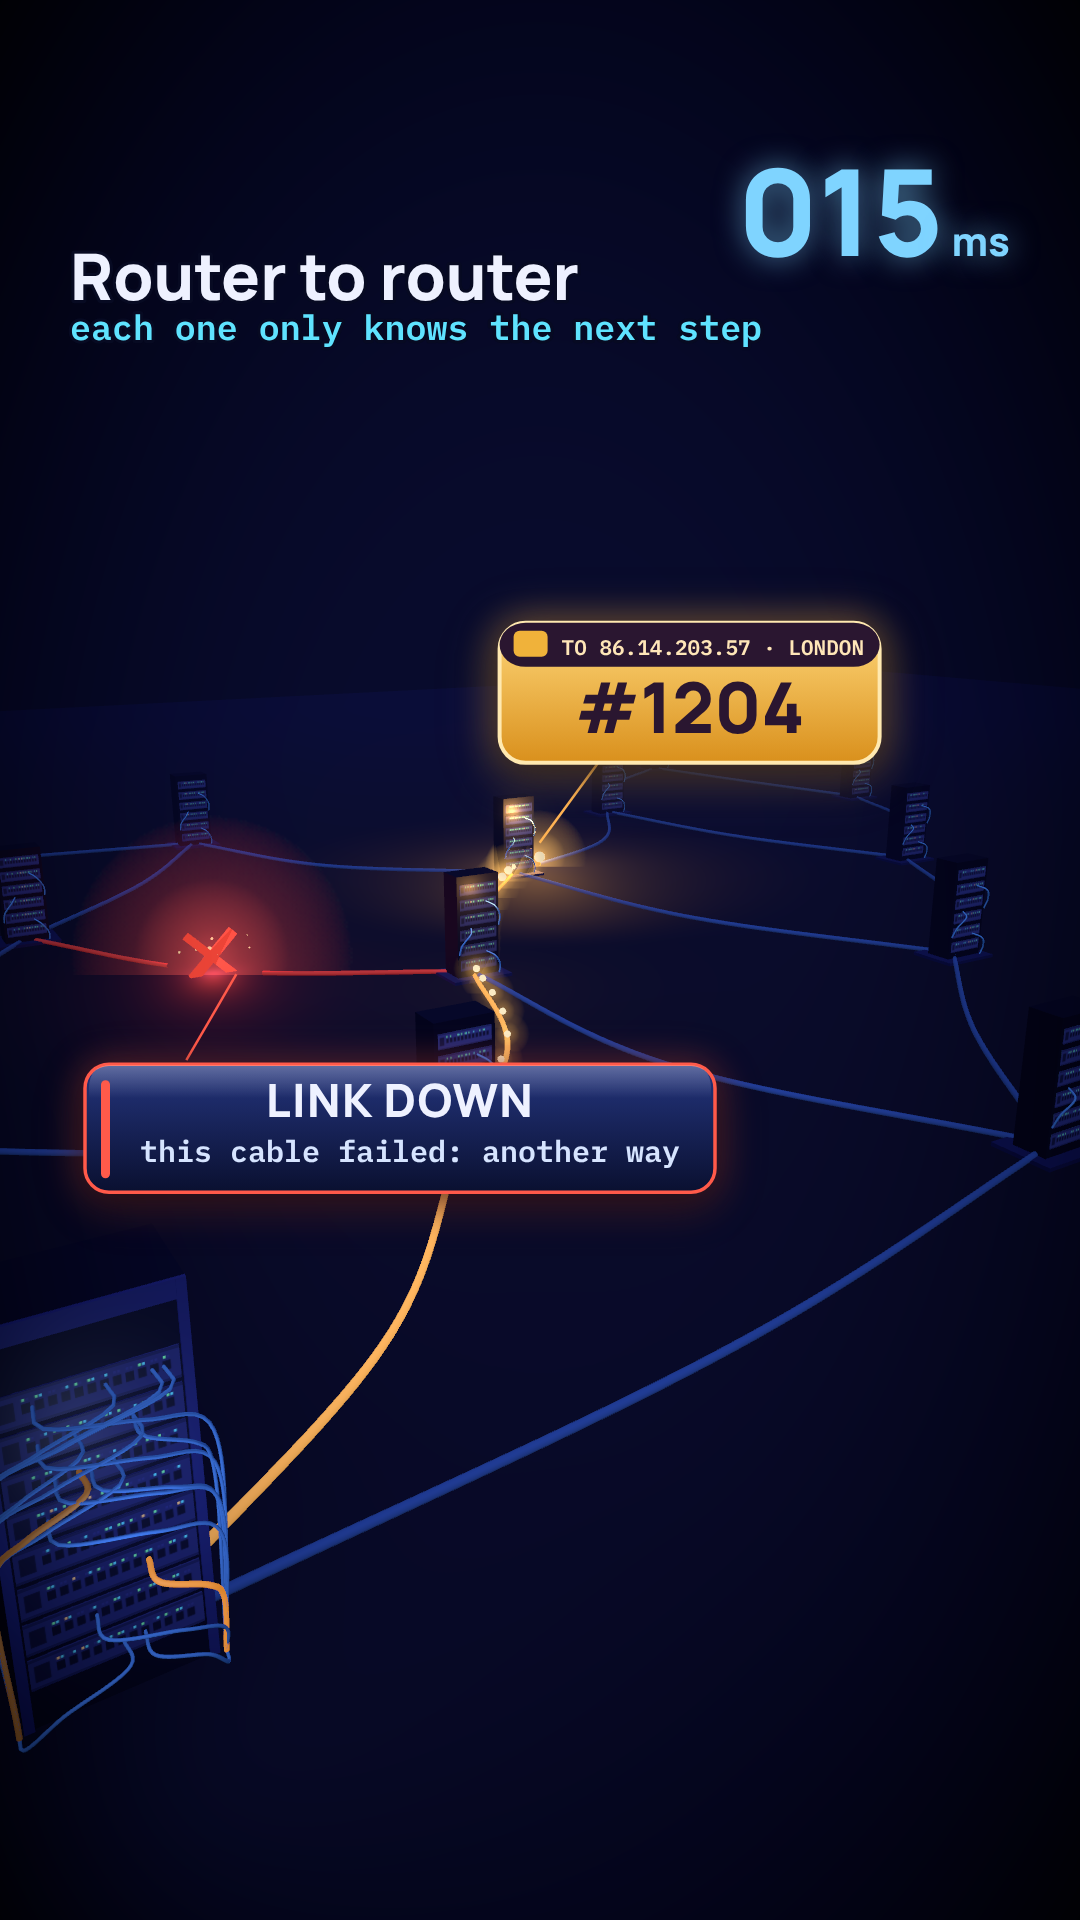 015 ms
Router to router
each one only knows the next step
TO 86.14.203.57 · LONDON
#1204
LINK DOWN
this cable failed: another way